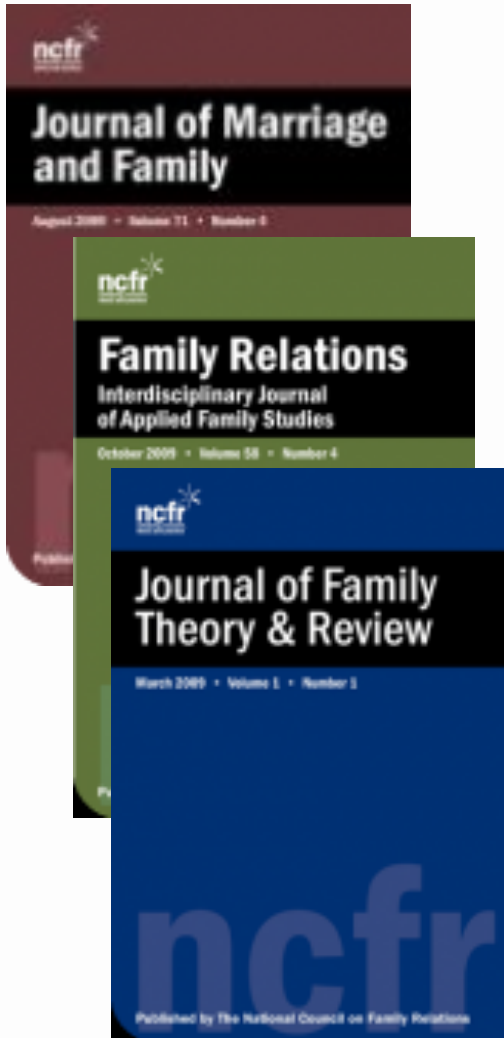 ncfr
Journal of Marriage
and Family
August 2009 • Volume 71 • Number
ncfr
Family Relations
Interdisciplinary Journal
of Applied Family Studies
October 2009 • Volume 58 • Number 4
ncfr
Journal of Family
Theory & Review
March 2009 • Volume 1 • Number 1
ncfr
Published by The National Council on Family Relations